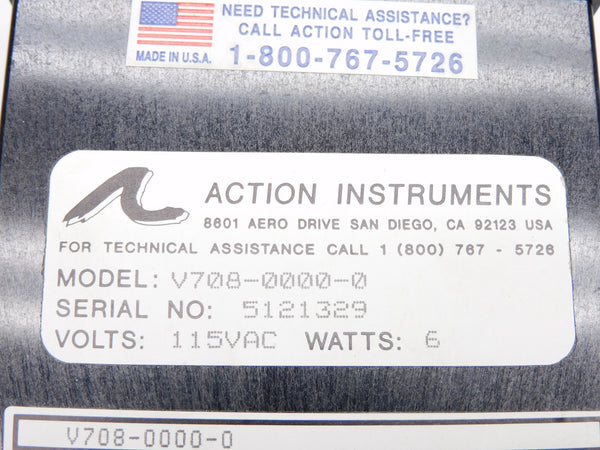 NEED TECHNICAL ASSISTANCE?
CALL ACTION TOLL-FREE
MADE IN U.S.A. 1-800-767-5726
ACTION INSTRUMENTS
8601 AERO DRIVE SAN DIEGO, CA 92123 USA
FOR TECHNICAL ASSISTANCE CALL 1 (800) 767 - 5726
MODEL: V708-0000-0
SERIAL NO: 5121329
VOLTS: 115VAC WATTS: 6
V708-0000-0